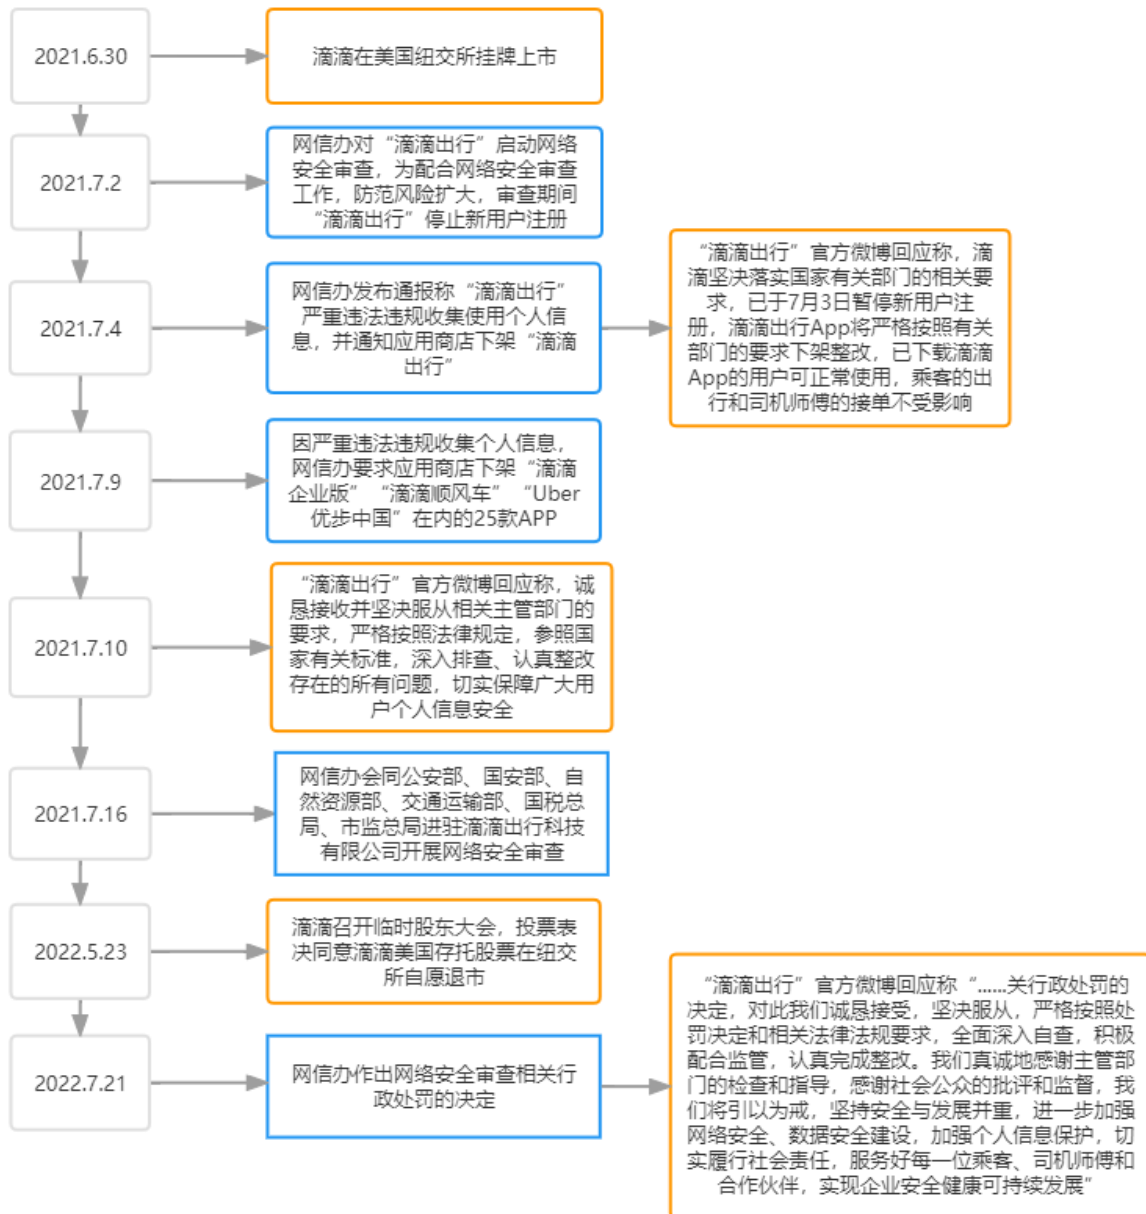 2021.6.30
滴滴在美国纽交所挂牌上市
2021.7.2
网信办对“滴滴出行”启动网络
安全审查，为配合网络安全审查
工作，防范风险扩大，审查期间
“滴滴出行”停止新用户注册
2021.7.4
网信办发布通报称“滴滴出行”
严重违法违规收集使用个人信
息，并通知应用商店下架“滴滴
出行”
“滴滴出行”官方微博回应称，滴
滴坚决落实国家有关部门的相关要
求，已于7月3日暂停新用户注
册，滴滴出行App将严格按照有关
部门的要求下架整改，已下载滴滴
App的用户可正常使用，乘客的出
行和司机师傅的接单不受影响
2021.7.9
因严重违法违规收集个人信息，
网信办要求应用商店下架“滴滴
企业版”“滴滴顺风车”“Uber
优步中国”在内的25款APP
2021.7.10
“滴滴出行”官方微博回应称，诚
恳接收并坚决服从相关主管部门的
要求，严格按照法律规定，参照国
家有关标准，深入排查、认真整改
存在的所有问题，切实保障广大用
户个人信息安全
2021.7.16
网信办会同公安部、国安部、自
然资源部、交通运输部、国税总
局、市监总局进驻滴滴出行科技
有限公司开展网络安全审查
2022.5.23
滴滴召开临时股东大会，投票表
决同意滴滴美国存托股票在纽交
所自愿退市
2022.7.21
网信办作出网络安全审查相关行
政处罚的决定
“滴滴出行”官方微博回应称“......关行政处罚的
决定，对此我们诚恳接受，坚决服从，严格按照处
罚决定和相关法律法规要求，全面深入自查，积极
配合监管，认真完成整改。我们真诚地感谢主管部
门的检查和指导，感谢社会公众的批评和监督，我
们将引以为戒，坚持安全与发展并重，进一步加强
网络安全、数据安全建设，加强个人信息保护，切
实履行社会责任，服务好每一位乘客、司机师傅和
合作伙伴，实现企业安全健康可持续发展”